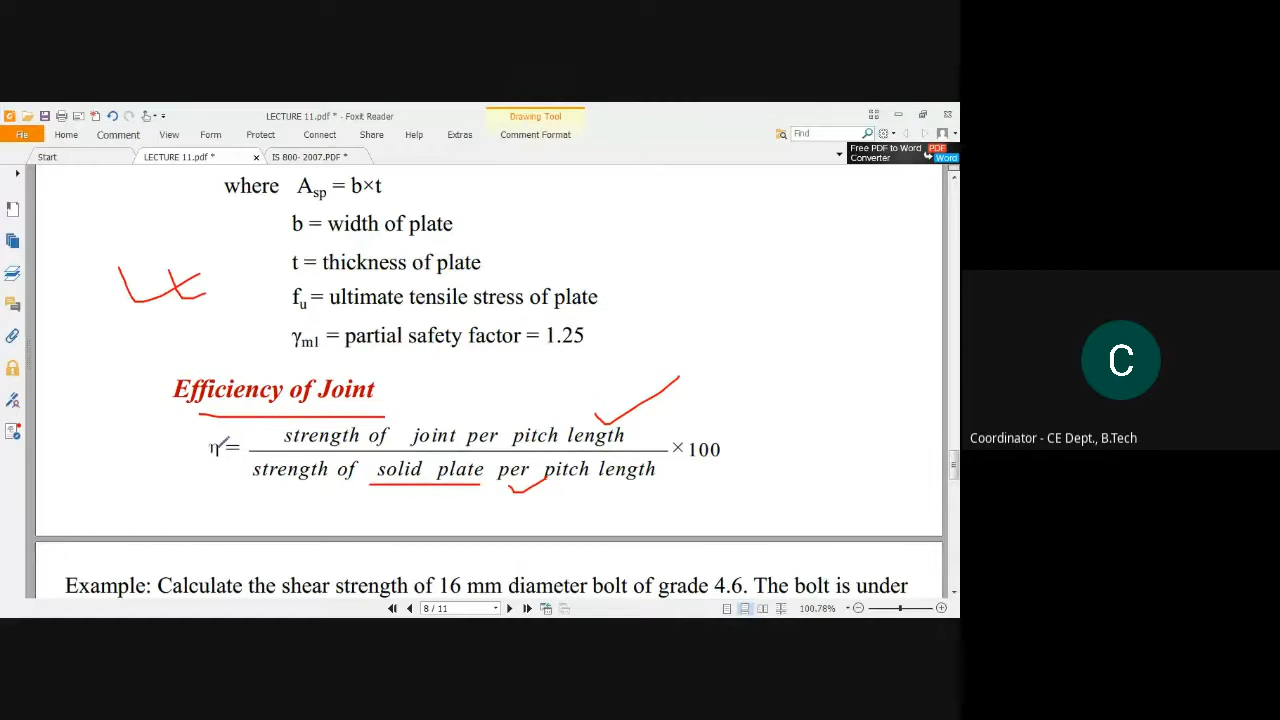 LECTURE 11.pdf * - Foxit Reader
Drawing Tool
File Home Comment View Form Protect Connect Share Help Extras Comment Format
Find
Start LECTURE 11.pdf * IS 800- 2007.PDF *
Free PDF to Word Converter
PDF
Word
where Asp = b×t
b = width of plate
t = thickness of plate
fu = ultimate tensile stress of plate
γm1 = partial safety factor = 1.25
Efficiency of Joint
η = strength of joint per pitch length
strength of solid plate per pitch length × 100
Example: Calculate the shear strength of 16 mm diameter bolt of grade 4.6. The bolt is under
8 / 11
100.78%
C
Coordinator - CE Dept., B.Tech